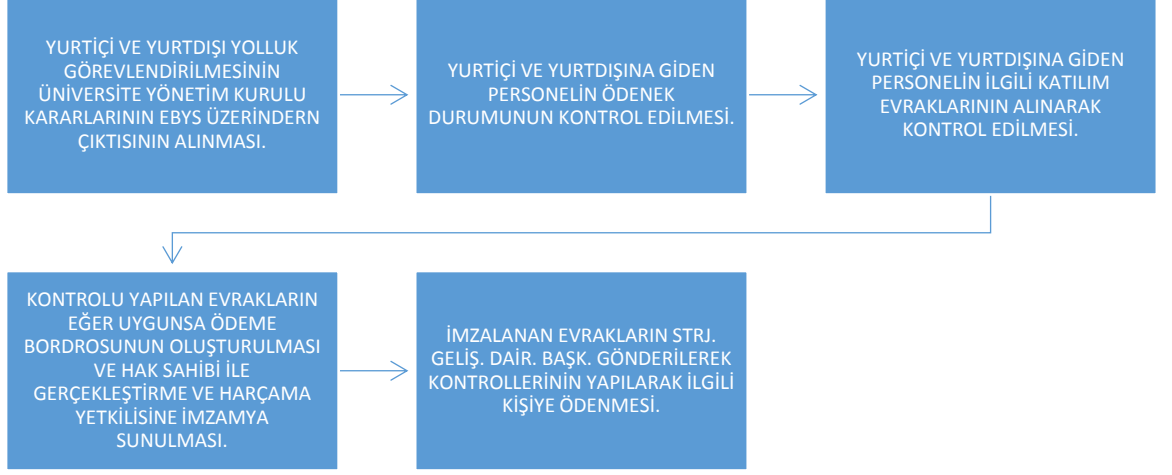 YURTİÇİ VE YURTDIŞI YOLLUK
GÖREVLENDİRİLMESİNİN
ÜNİVERSİTE YÖNETİM KURULU
KARARLARININ EBYS ÜZERİNDERN
ÇIKTISININ ALINMASI.
YURTİÇİ VE YURTDIŞINA GİDEN
PERSONELİN ÖDENEK
DURUMUNUN KONTROL EDİLMESİ.
YURTİÇİ VE YURTDIŞINA GİDEN
PERSONELİN İLGİLİ KATILIM
EVRAKLARININ ALINARAK
KONTROL EDİLMESİ.
KONTROLU YAPILAN EVRAKLARIN
EĞER UYGUNSA ÖDEME
BORDROSUNUN OLUŞTURULMASI
VE HAK SAHİBİ İLE
GERÇEKLEŞTİRME VE HARÇAMA
YETKİLİSİNE İMZAMYA
SUNULMASI.
İMZALANAN EVRAKLARIN STRJ.
GELİŞ. DAİR. BAŞK. GÖNDERİLEREK
KONTROLLERİNİN YAPILARAK İLGİLİ
KİŞİYE ÖDENMESİ.